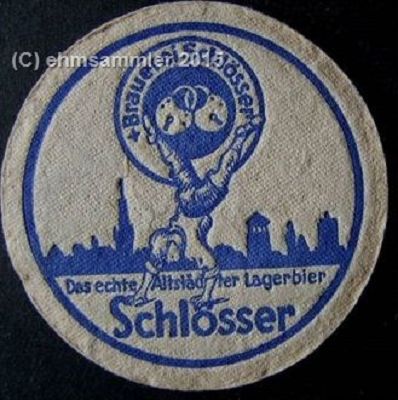 (C) ehmsammler 2015
Brauerei Schlösser
Das echte Altstädter Lagerbier
Schlösser